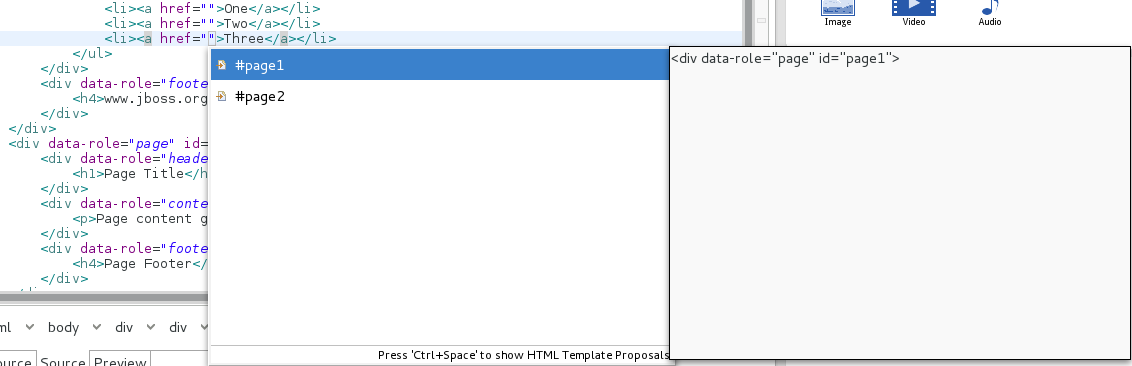 <li><a href="">One</a></li>
<li><a href="">Two</a></li>
<li><a href="">Three</a></li>
</ul>
</div>
<div data-role="foote
<h4>www.jboss.org
</div>
</div>
<div data-role="page" id=
<div data-role="heade
<h1>Page Title</h
</div>
<div data-role="conte
<p>Page content g
</div>
<div data-role="foote
<h4>Page Footer</
</div>
#page1
#page2
Press 'Ctrl+Space' to show HTML Template Proposals
<div data-role="page" id="page1">
Image Video Audio
ml body div div
ource Source Preview